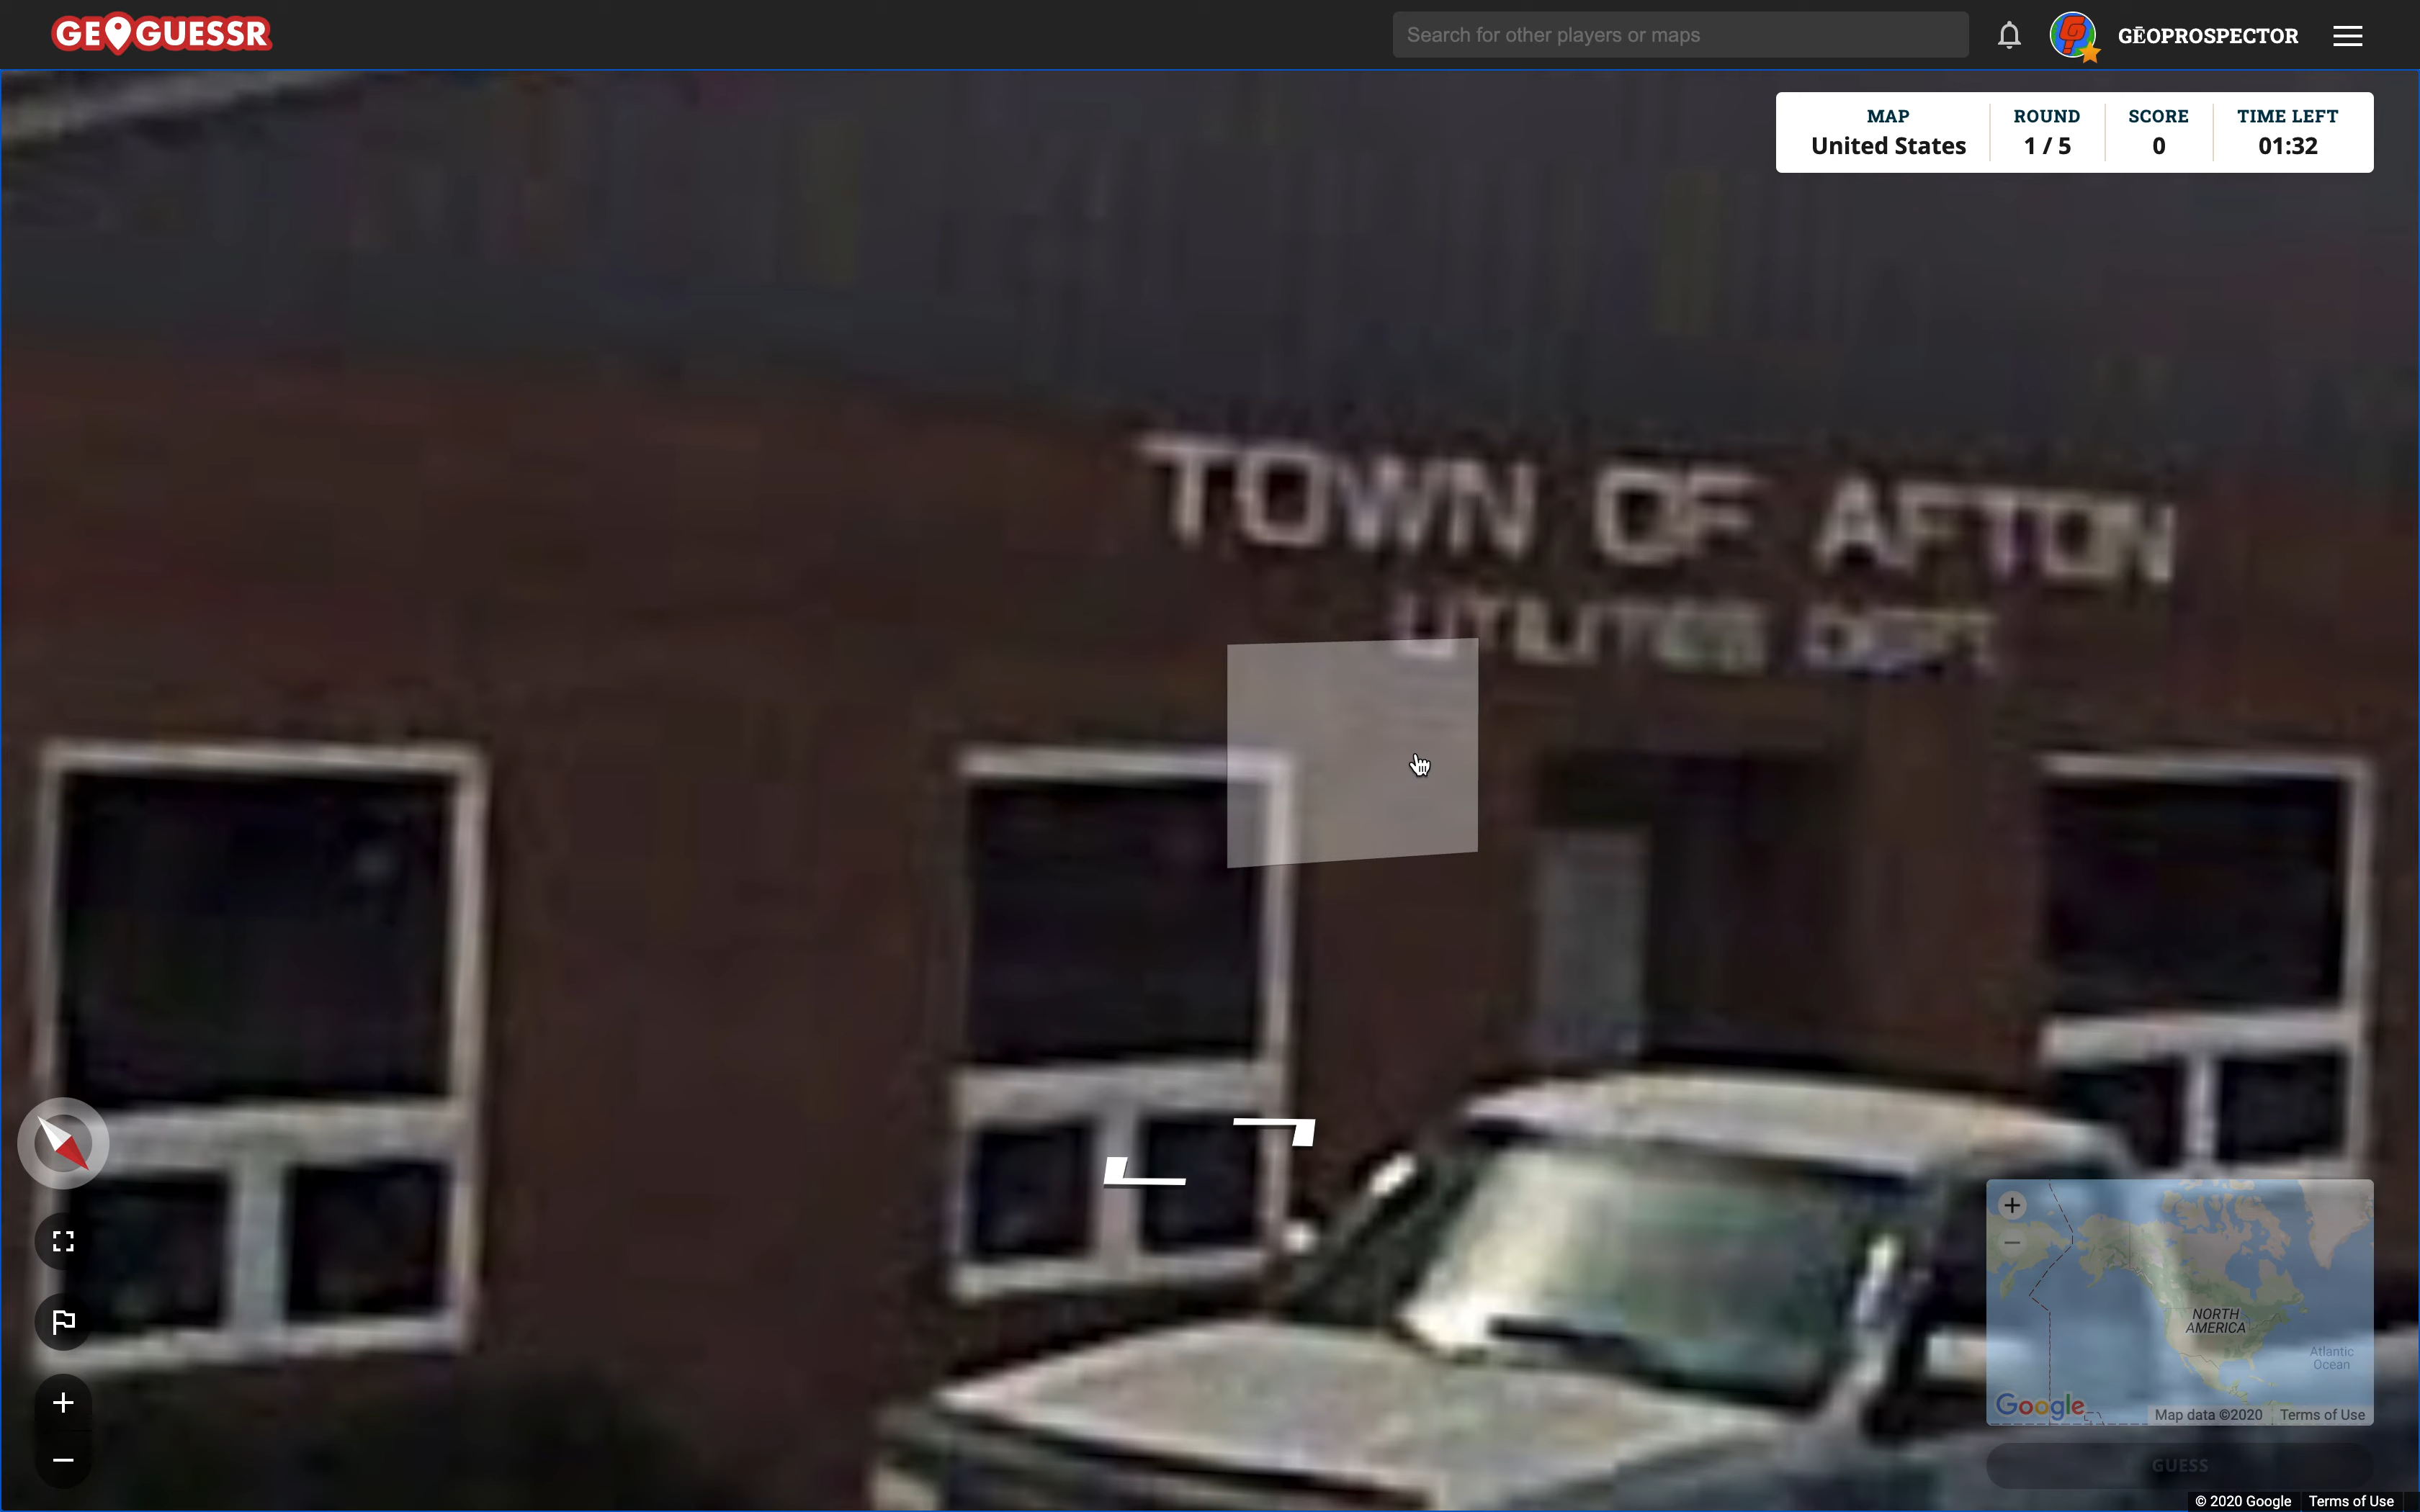 GEOGUESSR
Search for other players or maps
GĒOPROSPECTOR
MAP
United States
ROUND
1 / 5
SCORE
0
TIME LEFT
01:32
TOWN OF AFTON
UTILITIES DEPT
NORTH
AMERICA
Atlantic
Ocean
Google
Map data ©2020
Terms of Use
GUESS
© 2020 Google
Terms of Use